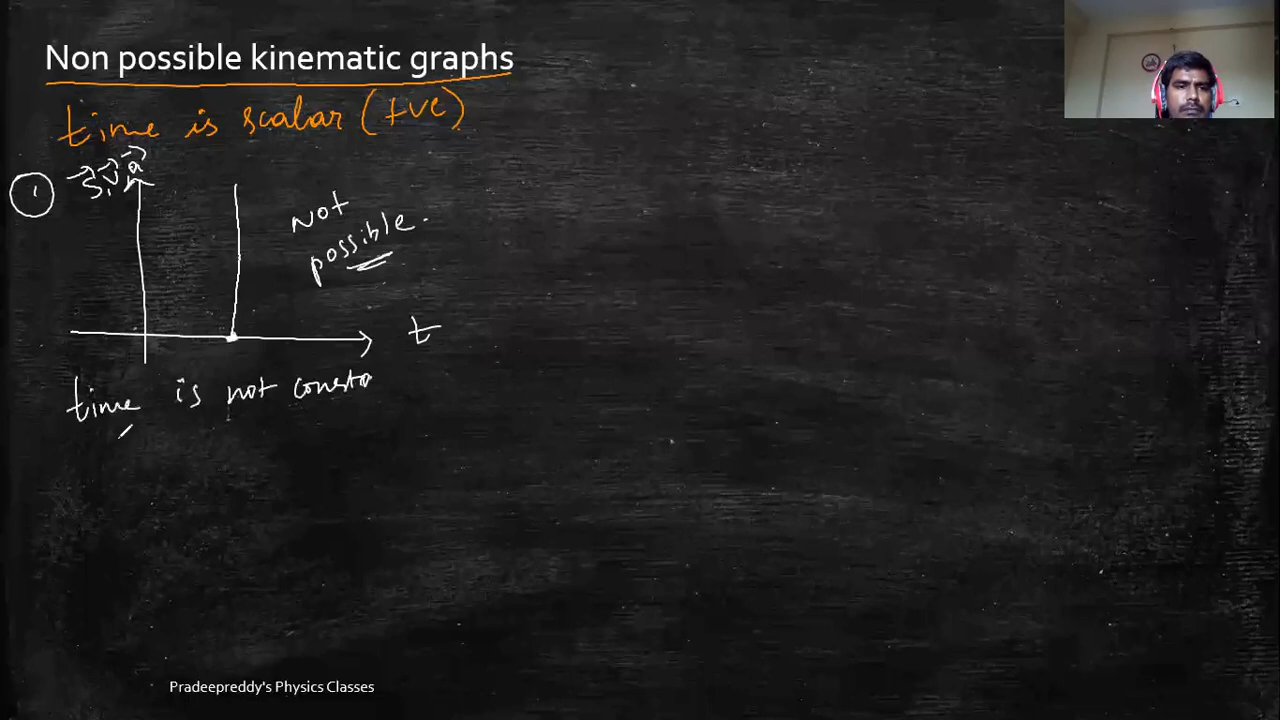 Non possible kinematic graphs
time is scalar (+ve)
1
S, V, a
Not
possible.
t
time is not consta
Pradeepreddy's Physics Classes